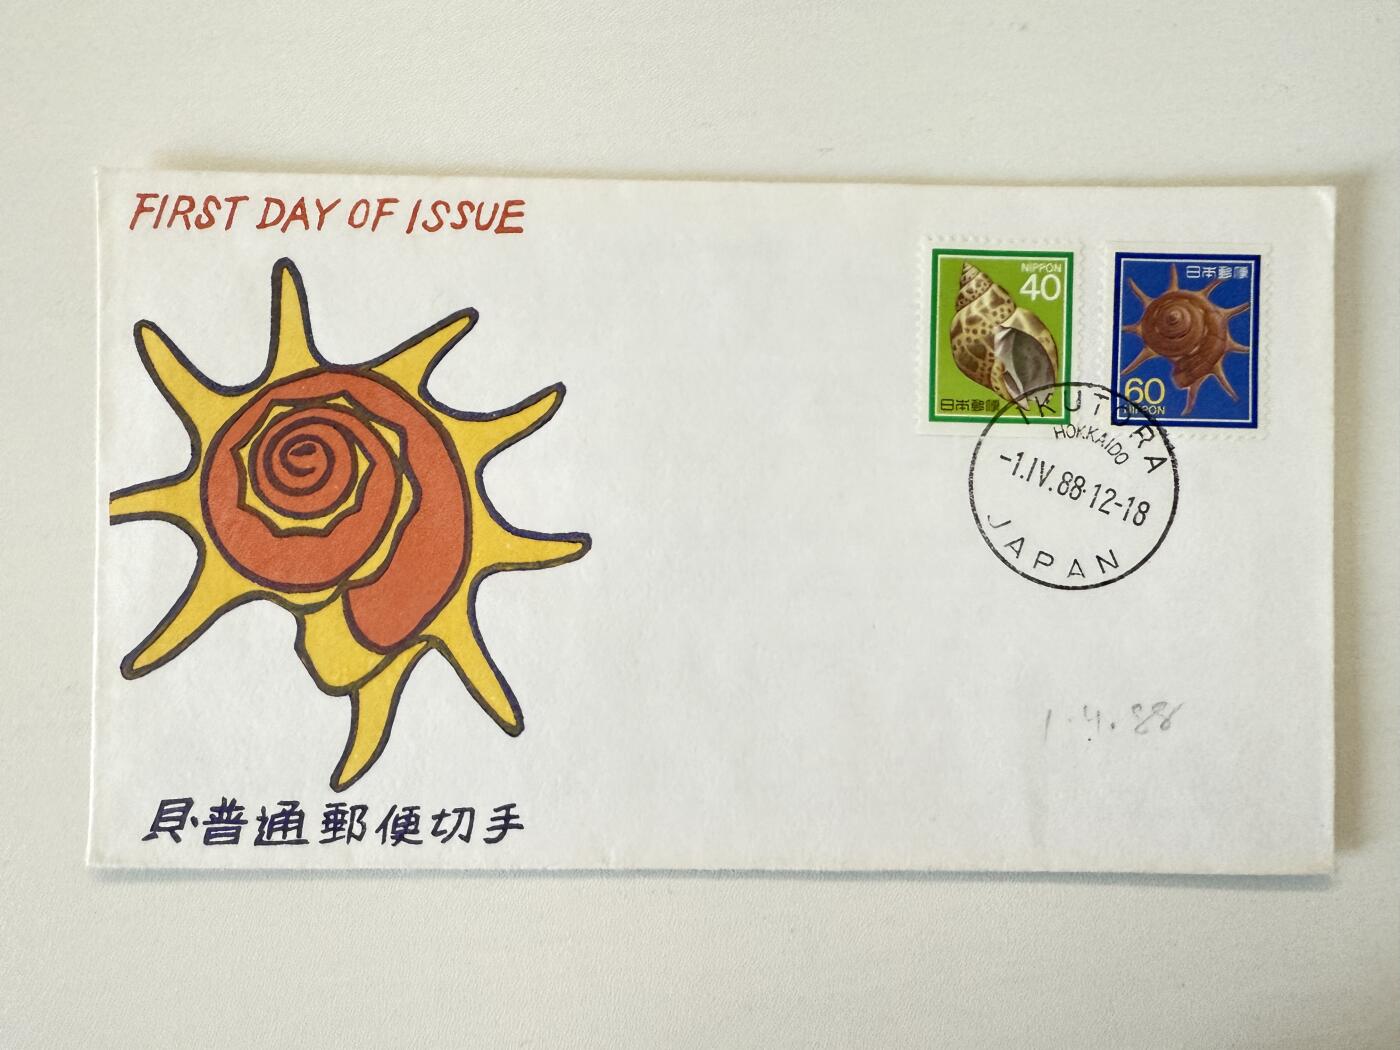 FIRST DAY OF ISSUE
NIPPON
40
日本郵便
日本郵便
60
NIPPON
IKUTORA
HOKKAIDO
-1.IV.88.12-18
JAPAN
1.4.88
貝·普通郵便切手